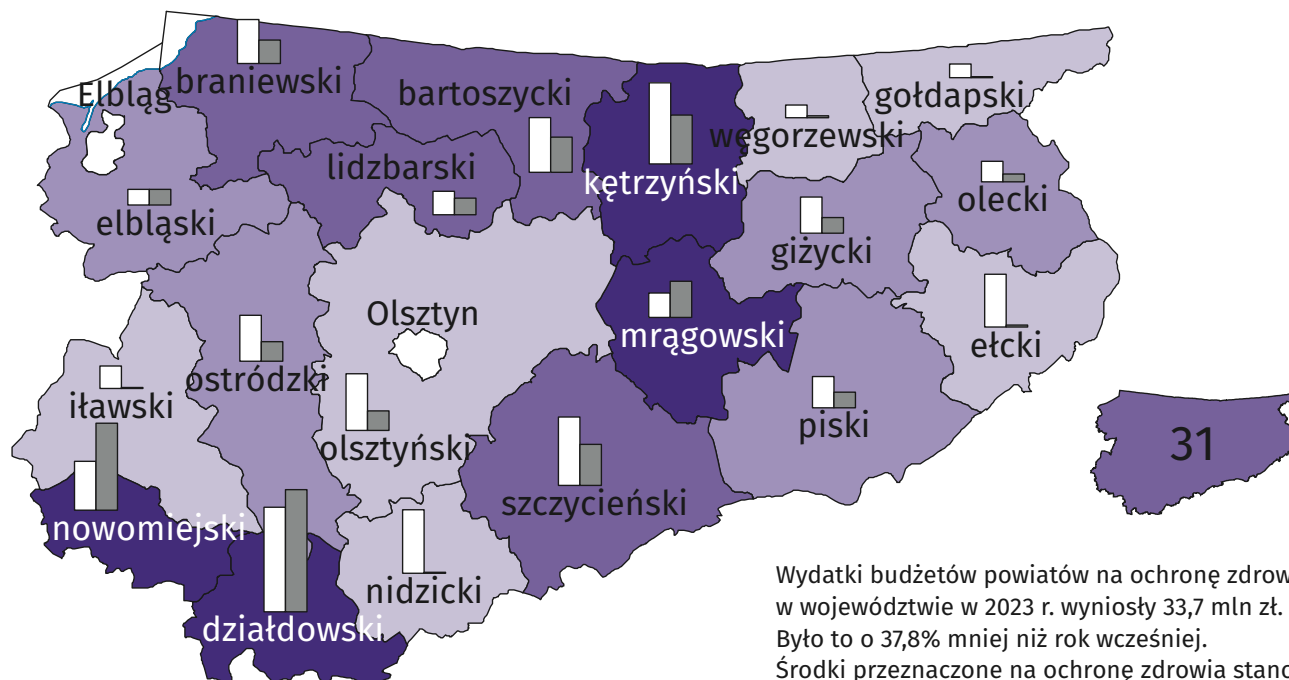 braniewski
Elbląg
bartoszycki
gołdapski
węgorzewski
lidzbarski
kętrzyński
olecki
elbląski
giżycki
Olsztyn
mrągowski
ełcki
ostródzki
iławski
piski
31
olsztyński
szczycieński
nowomiejski
nidzicki
działdowski
Wydatki budżetów powiatów na ochronę
w województwie w 2023 r. wyniosły 33,7 mln zł.
Było to o 37,8% mniej niż rok wcześniej.
Środki przeznaczone na ochronę zdrowia